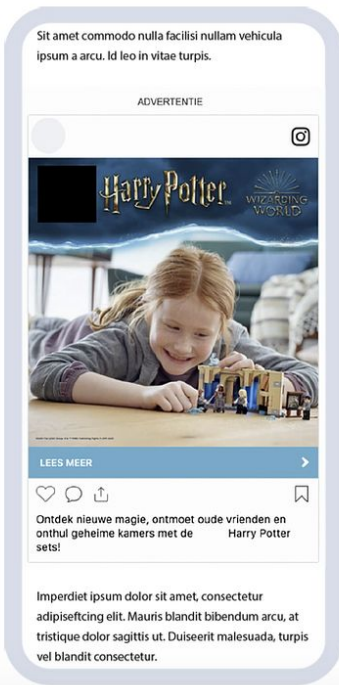 Sit amet commodo nulla facilisi nullam vehicula
ipsum a arcu. Id leo in vitae turpis.
ADVERTENTIE
Harry Potter
WIZARDING
WORLD
LEES MEER
Ontdek nieuwe magie, ontmoet oude vrienden en
onthul geheime kamers met de Harry Potter
sets!
Imperdiet ipsum dolor sit amet, consectetur
adipiseftcing elit. Mauris blandit bibendum arcu, at
tristique dolor sagittis ut. Duiseerit malesuada, turpis
vel blandit consectetur.